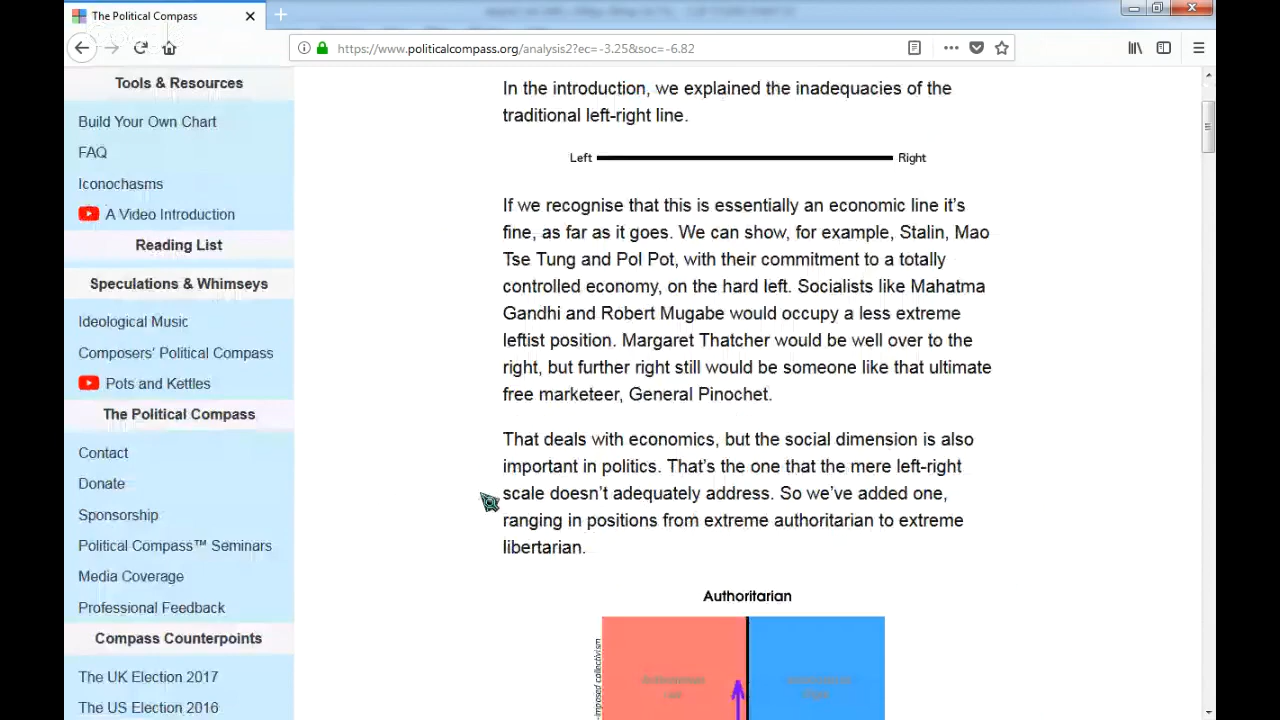 The Political Compass
https://www.politicalcompass.org/analysis2?ec=-3.25&soc=-6.82
Tools & Resources
Build Your Own Chart
FAQ
Iconochasms
A Video Introduction
Reading List
Speculations & Whimseys
Ideological Music
Composers’ Political Compass
Pots and Kettles
The Political Compass
Contact
Donate
Sponsorship
Political Compass™ Seminars
Media Coverage
Professional Feedback
Compass Counterpoints
The UK Election 2017
The US Election 2016
In the introduction, we explained the inadequacies of the
traditional left-right line.
Left Right
If we recognise that this is essentially an economic line it’s
fine, as far as it goes. We can show, for example, Stalin, Mao
Tse Tung and Pol Pot, with their commitment to a totally
controlled economy, on the hard left. Socialists like Mahatma
Gandhi and Robert Mugabe would occupy a less extreme
leftist position. Margaret Thatcher would be well over to the
right, but further right still would be someone like that ultimate
free marketeer, General Pinochet.
That deals with economics, but the social dimension is also
important in politics. That’s the one that the mere left-right
scale doesn’t adequately address. So we’ve added one,
ranging in positions from extreme authoritarian to extreme
libertarian.
Authoritarian
-imposed collectivism